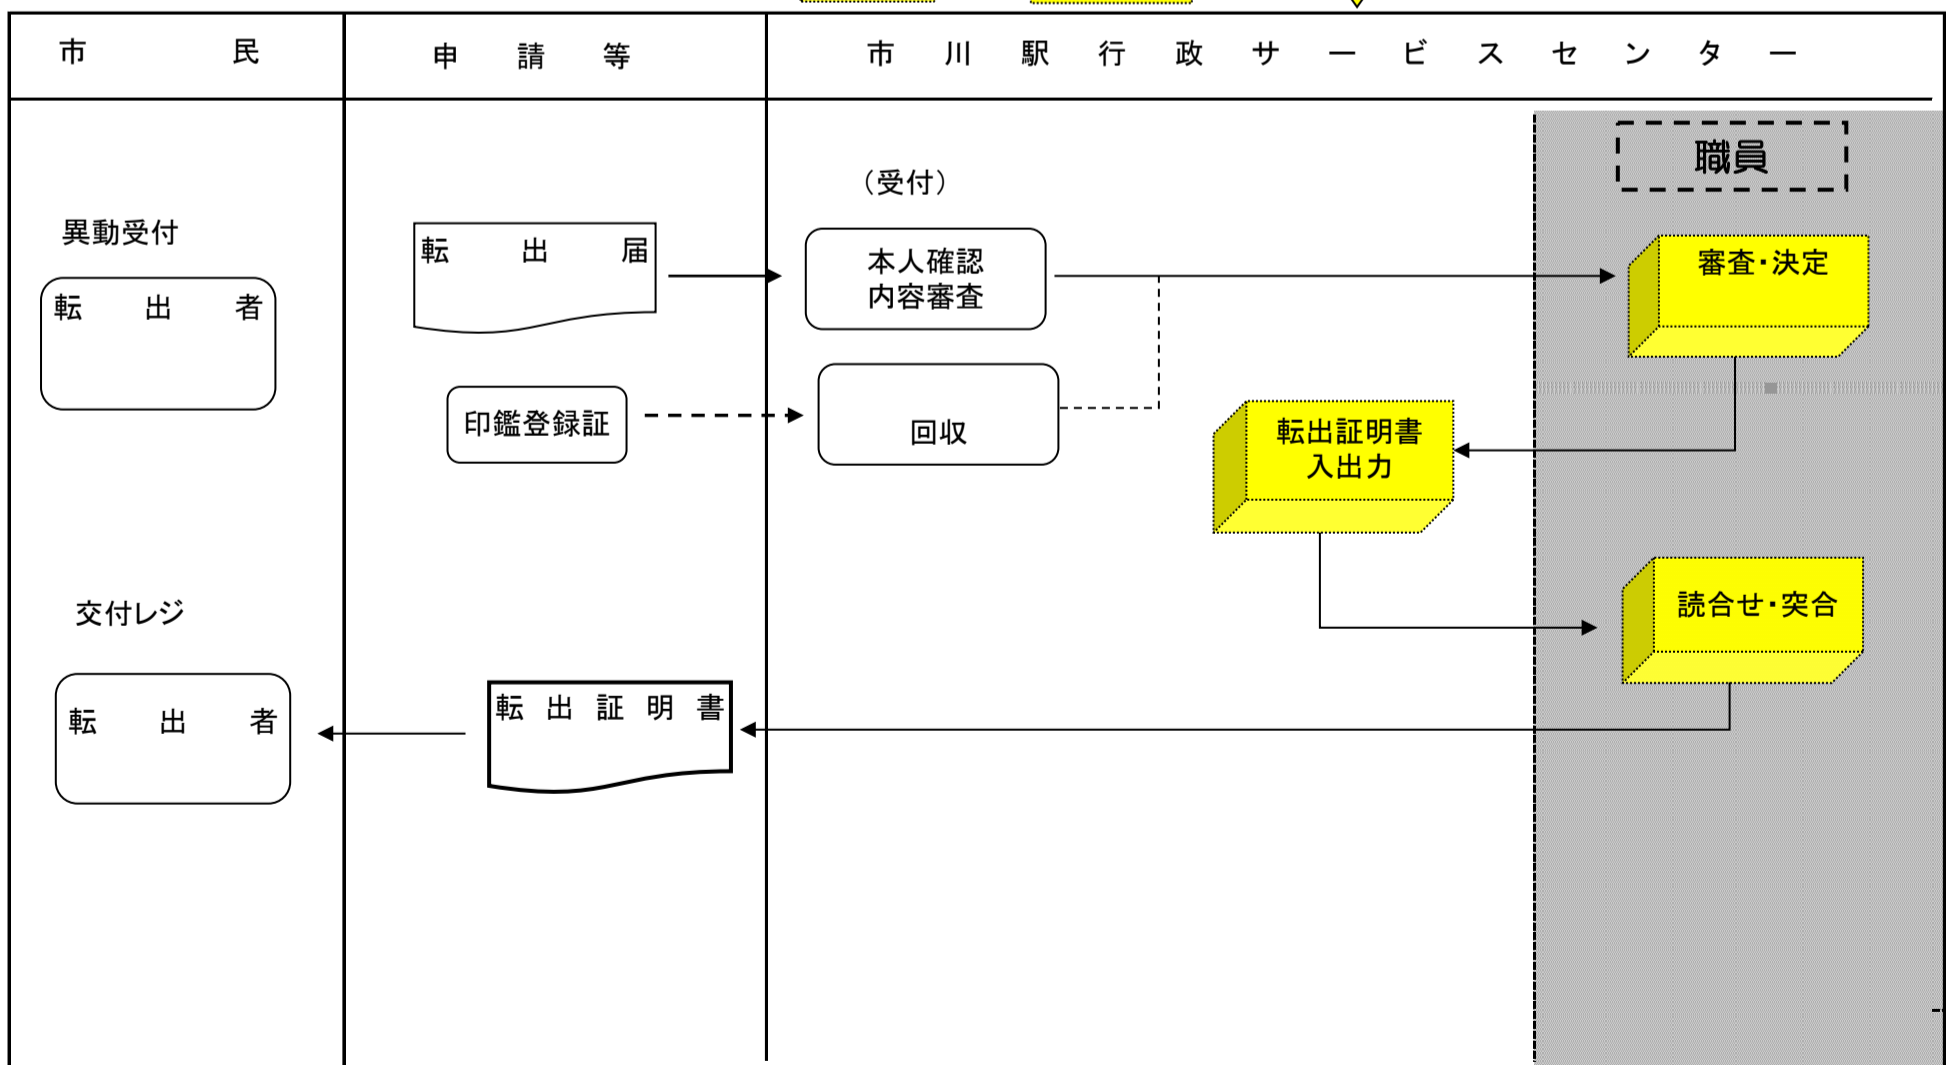 市民
申請等
市川駅行政サービスセンター
職員
（受付）
異動受付
転出者
転出届
本人確認
内容審査
審査・決定
印鑑登録証
回収
転出証明書
入出力
交付レジ
読合せ・突合
転出者
転出証明書